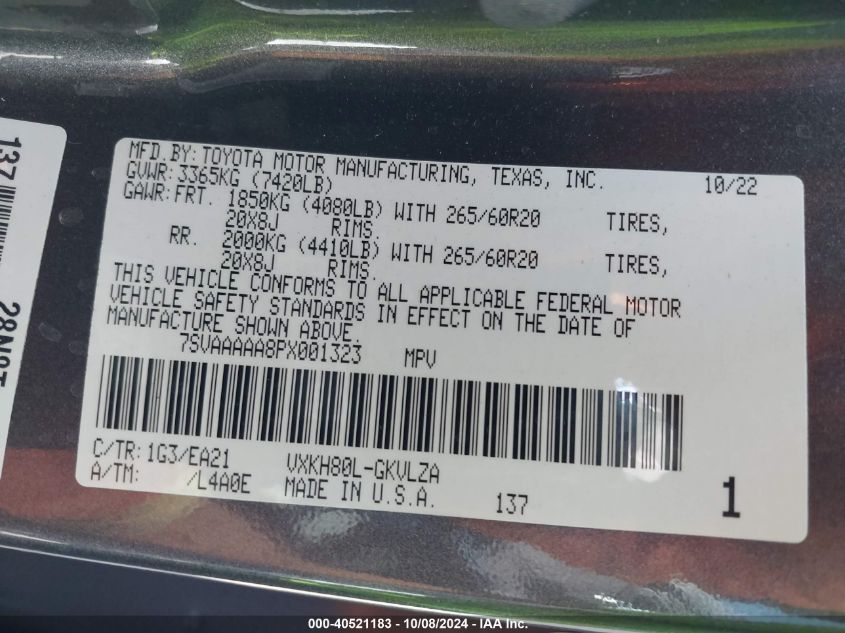 137
28N0T
MFD.BY: TOYOTA MOTOR MANUFACTURING, TEXAS, INC. 10/22
GVWR: 3365KG (7420LB)
GAWR: FRT. 1850KG (4080LB) WITH 265/60R20 TIRES,
20X8J RIMS.
RR. 2000KG (4410LB) WITH 265/60R20 TIRES,
20X8J RIMS.
THIS VEHICLE CONFORMS TO ALL APPLICABLE FEDERAL MOTOR
VEHICLE SAFETY STANDARDS IN EFFECT ON THE DATE OF
MANUFACTURE SHOWN ABOVE.
7SVAAAAA8PX001323 MPV
C/TR: 1G3/EA21 VXKH80L-GKVLZA
A/TM: /L4A0E MADE IN U.S.A. 137 1
000-40521183 - 10/08/2024 - IAA Inc.